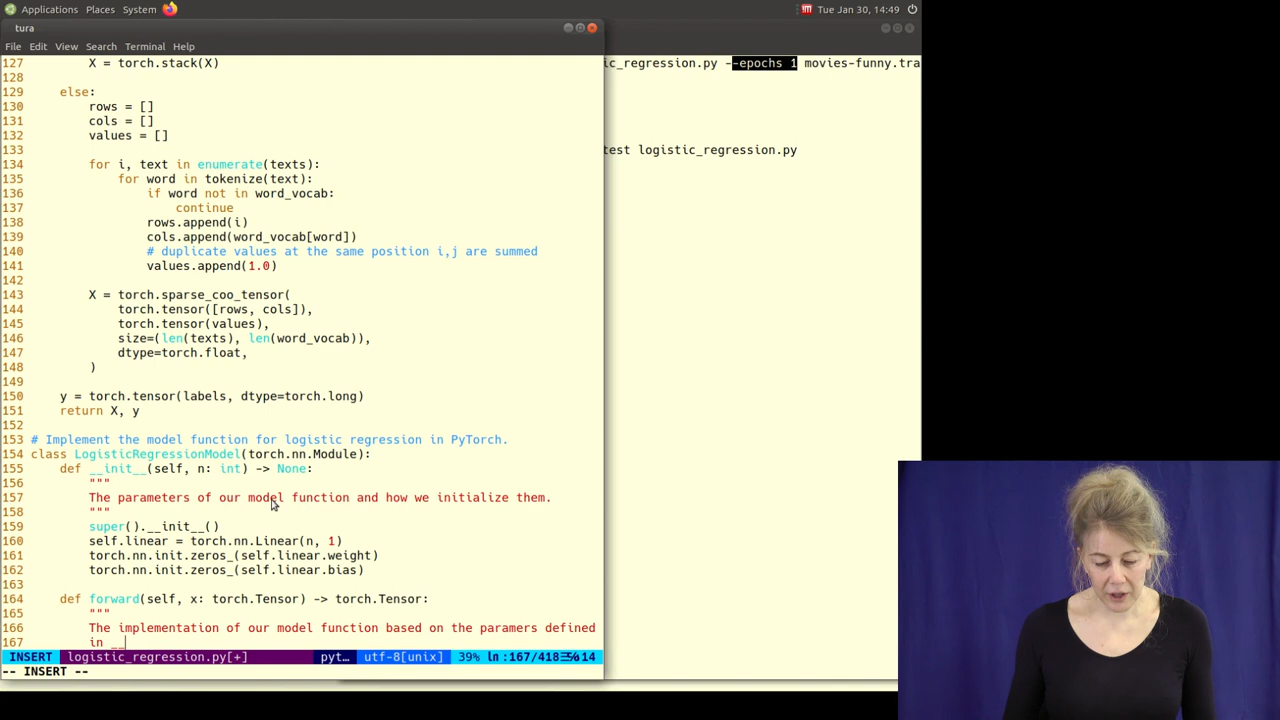 Applications Places System Tue Jan 30, 14:49
tura
File Edit View Search Terminal Help
127 X = torch.stack(X)
128
129 else:
130 rows = []
131 cols = []
132 values = []
133
134 for i, text in enumerate(texts):
135 for word in tokenize(text):
136 if word not in word_vocab:
137 continue
138 rows.append(i)
139 cols.append(word_vocab[word])
140 # duplicate values at the same position i,j are summed
141 values.append(1.0)
142
143 X = torch.sparse_coo_tensor(
144 torch.tensor([rows, cols]),
145 torch.tensor(values),
146 size=(len(texts), len(word_vocab)),
147 dtype=torch.float,
148 )
149
150 y = torch.tensor(labels, dtype=torch.long)
151 return X, y
152
153 # Implement the model function for logistic regression in PyTorch.
154 class LogisticRegressionModel(torch.nn.Module):
155 def __init__(self, n: int) -> None:
156 """
157 The parameters of our model function and how we initialize them.
158 """
159 super().__init__()
160 self.linear = torch.nn.Linear(n, 1)
161 torch.nn.init.zeros_(self.linear.weight)
162 torch.nn.init.zeros_(self.linear.bias)
163
164 def forward(self, x: torch.Tensor) -> torch.Tensor:
165 """
166 The implementation of our model function based on the paramers defined
167 in __
INSERT logistic_regression.py[+] pyt… utf-8[unix] 39% ln:167/418
-- INSERT --
ic_regression.py --epochs 1 movies-funny.tra
test logistic_regression.py